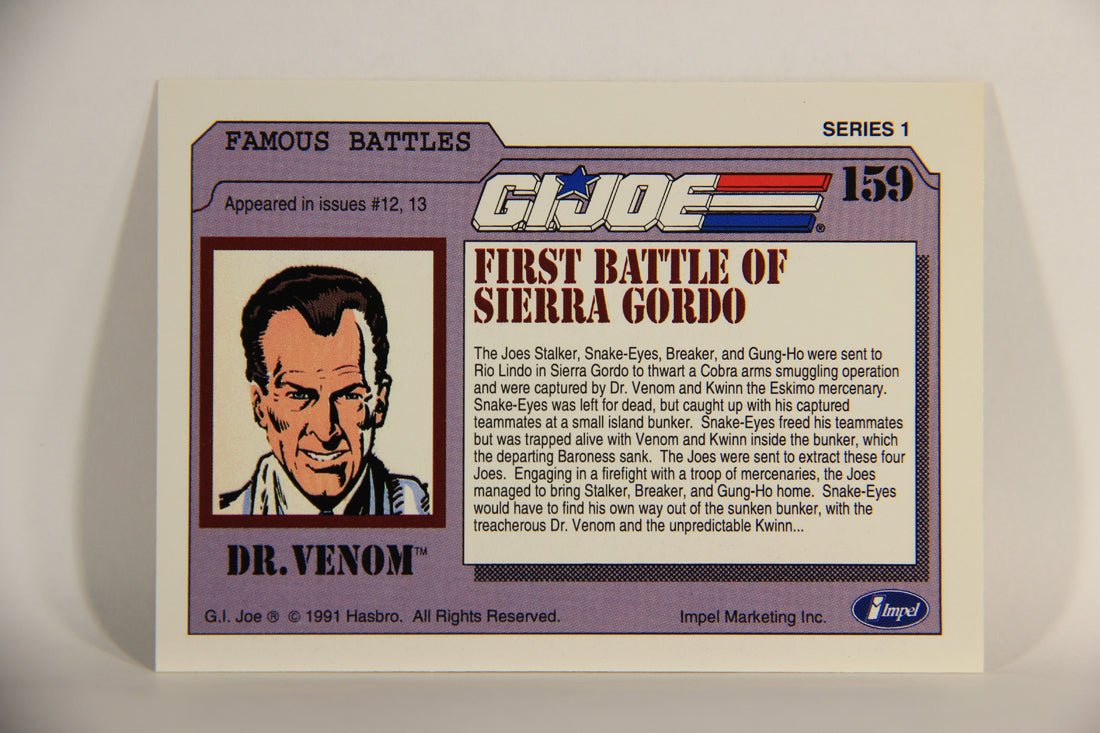 FAMOUS BATTLES
SERIES 1
Appeared in issues #12, 13
G.I. JOE ®
159
FIRST BATTLE OF
SIERRA GORDO
The Joes Stalker, Snake-Eyes, Breaker, and Gung-Ho were sent to
Rio Lindo in Sierra Gordo to thwart a Cobra arms smuggling operation
and were captured by Dr. Venom and Kwinn the Eskimo mercenary.
Snake-Eyes was left for dead, but caught up with his captured
teammates at a small island bunker.  Snake-Eyes freed his teammates
but was trapped alive with Venom and Kwinn inside the bunker, which
the departing Baroness sank.  The Joes were sent to extract these four
Joes.  Engaging in a firefight with a troop of mercenaries, the Joes
managed to bring Stalker, Breaker, and Gung-Ho home.  Snake-Eyes
would have to find his own way out of the sunken bunker, with the
treacherous Dr. Venom and the unpredictable Kwinn...
DR. VENOM™
G.I. Joe ® © 1991 Hasbro.  All Rights Reserved.
Impel Marketing Inc.
Impel